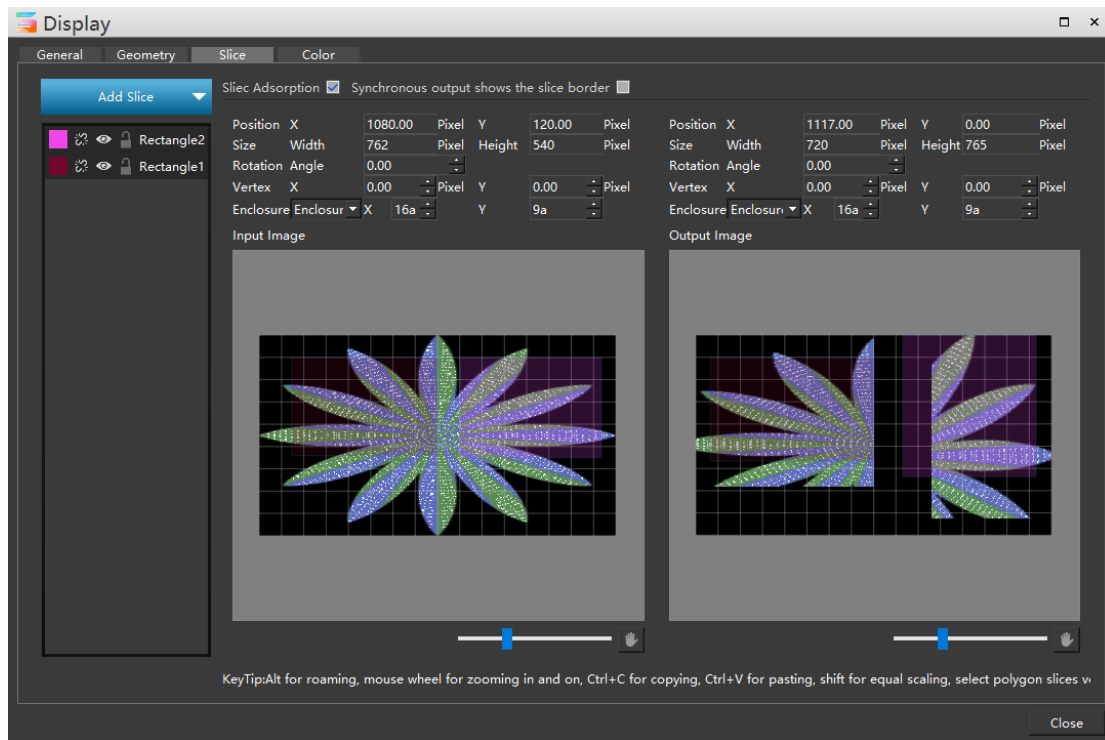 Display
General Geometry Slice Color
Add Slice
Sliec Adsorption Synchronous output shows the slice border
Rectangle2
Rectangle1
Position X 1080.00 Pixel Y 120.00 Pixel
Size Width 762 Pixel Height 540 Pixel
Rotation Angle 0.00
Vertex X 0.00 Pixel Y 0.00 Pixel
Enclosure Enclosur X 16a Y 9a
Input Image
Position X 1117.00 Pixel Y 0.00 Pixel
Size Width 720 Pixel Height 765 Pixel
Rotation Angle 0.00
Vertex X 0.00 Pixel Y 0.00 Pixel
Enclosure Enclosur X 16a Y 9a
Output Image
KeyTip:Alt for roaming, mouse wheel for zooming in and on, Ctrl+C for copying, Ctrl+V for pasting, shift for equal scaling, select polygon slices
Close